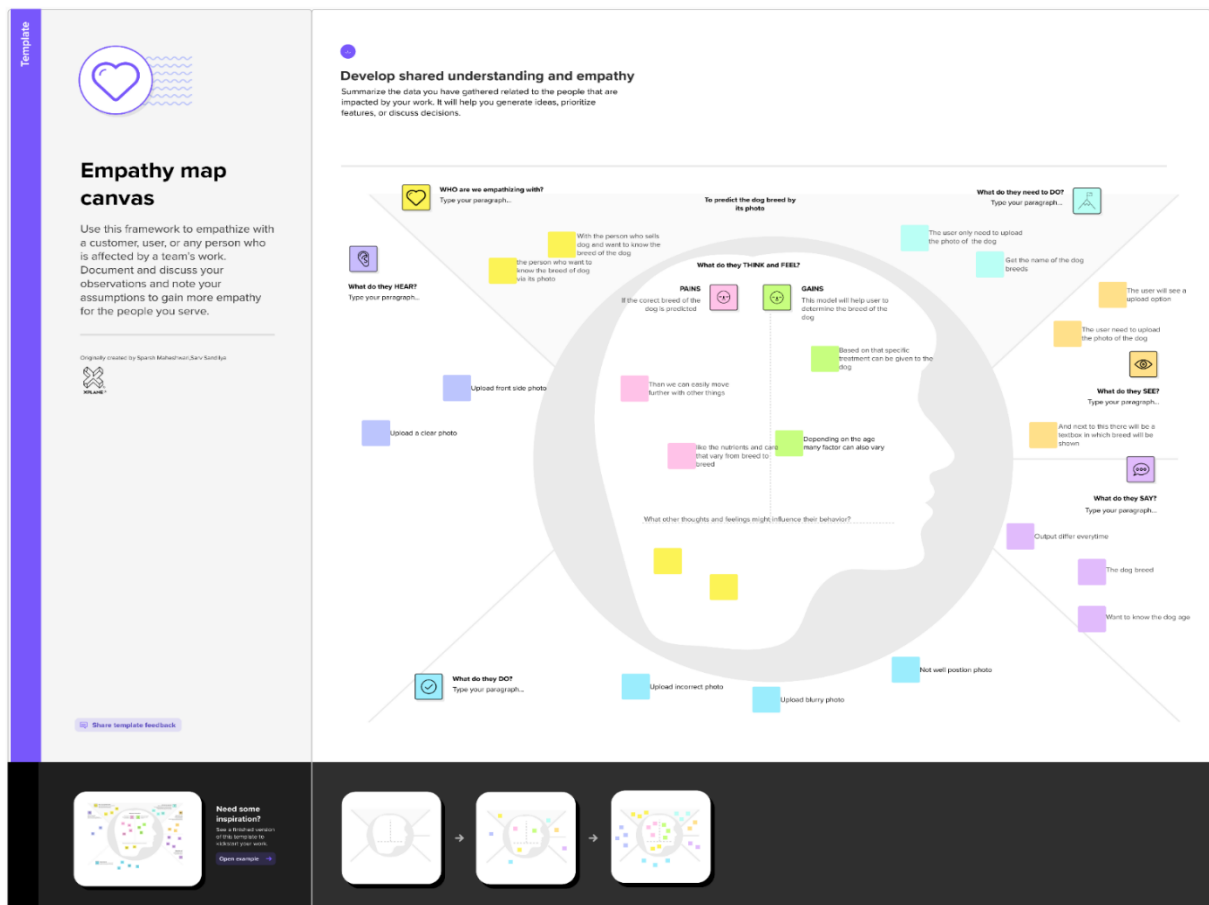 Template
Empathy map
canvas
Use this framework to empathize with
a customer, user, or any person who
is affected by a team's work.
Document and discuss your
observations and note your
assumptions to gain more empathy
for the people you serve.
Originally created by Sparsh Maheshwari,Sarv Sandilya
XPLANE
Share template feedback
Need some
inspiration?
See a finished version
of this template to
kickstart your work.
Open example
Develop shared understanding and empathy
Summarize the data you have gathered related to the people that are
impacted by your work. It will help you generate ideas, prioritize
features, or discuss decisions.
WHO are we empathizing with?
Type your paragraph...
With the person who sells
dog and want to know the
breed of the dog
the person who want to
know the breed of dog
via its photo
To predict the dog breed by
its photo
What do they need to DO?
Type your paragraph...
The user only need to upload
the photo of the dog
Get the name of the dog
breeds
What do they HEAR?
Type your paragraph...
Upload front side photo
Upload a clear photo
What do they THINK and FEEL?
PAINS
If the corect breed of the
dog is predicted
Than we can easily move
further with other things
like the nutrients and care
that vary from breed to
breed
GAINS
This model will help user to
determine the breed of the
dog
Based on that specific
treatment can be given to the
dog
Depending on the age
many factor can also vary
What other thoughts and feelings might influence their behavior?
The user will see a
upload option
The user need to upload
the photo of the dog
What do they SEE?
Type your paragraph...
And next to this there will be a
textbox in which breed will be
shown
What do they SAY?
Type your paragraph...
Output differ everytime
The dog breed
Want to know the dog age
What do they DO?
Type your paragraph...
Upload incorrect photo
Upload blurry photo
Not well postion photo